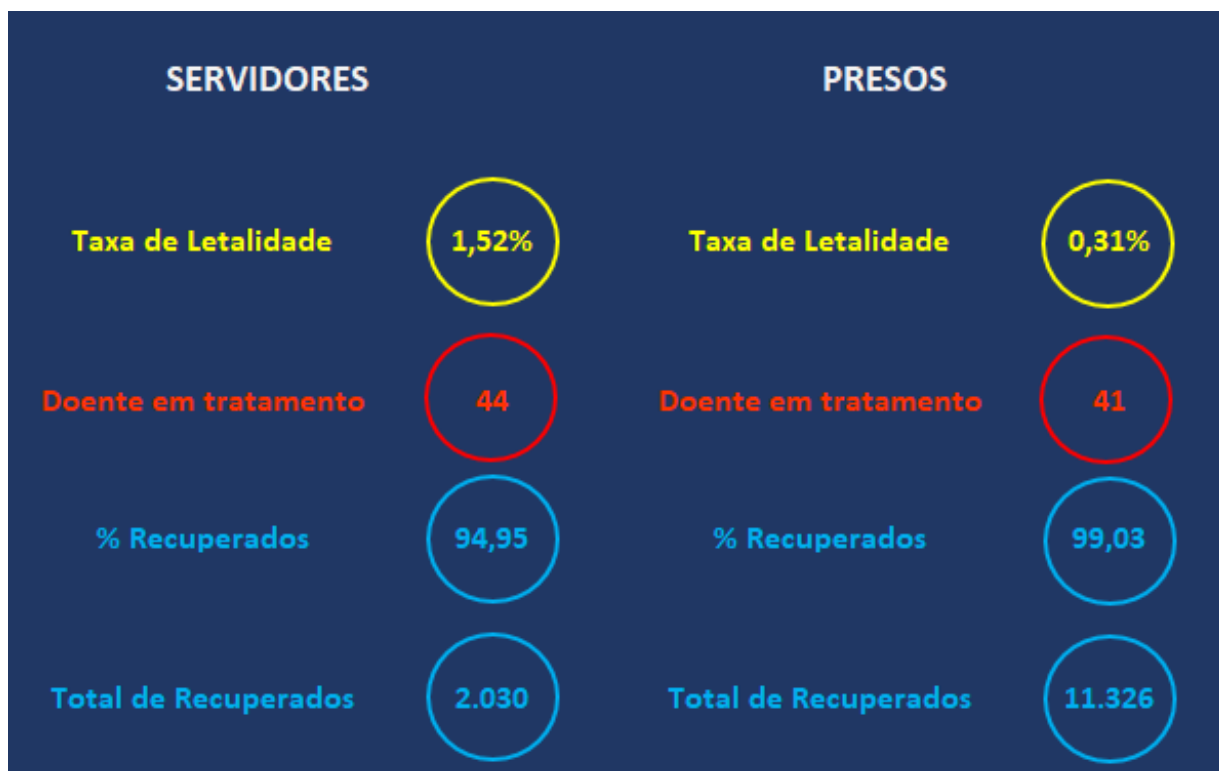 SERVIDORES
PRESOS
Taxa de Letalidade 1,52%
Taxa de Letalidade 0,31%
Doente em tratamento 44
Doente em tratamento 41
% Recuperados 94,95
% Recuperados 99,03
Total de Recuperados 2.030
Total de Recuperados 11.326